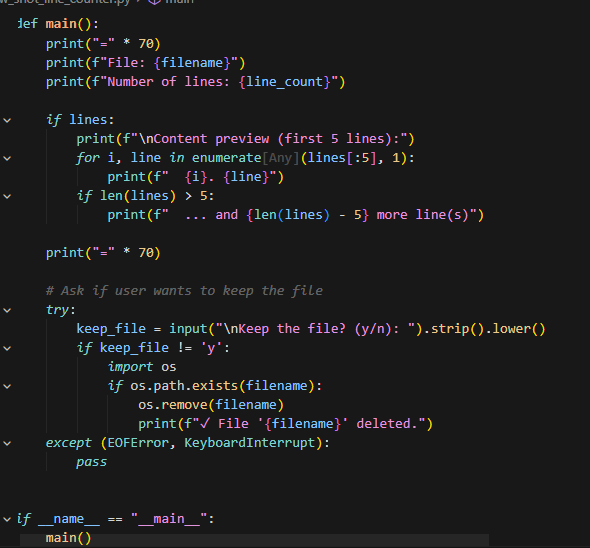 w_shot_line_counter.py > main
def main():
    print("=" * 70)
    print(f"File: {filename}")
    print(f"Number of lines: {line_count}")

    if lines:
        print(f"\nContent preview (first 5 lines):")
        for i, line in enumerate[Any](lines[:5], 1):
            print(f"  {i}. {line}")
        if len(lines) > 5:
            print(f"  ... and {len(lines) - 5} more line(s)")

    print("=" * 70)

    # Ask if user wants to keep the file
    try:
        keep_file = input("\nKeep the file? (y/n): ").strip().lower()
        if keep_file != 'y':
            import os
            if os.path.exists(filename):
                os.remove(filename)
                print(f"✓ File '{filename}' deleted.")
    except (EOFError, KeyboardInterrupt):
        pass


if __name__ == "__main__":
    main()